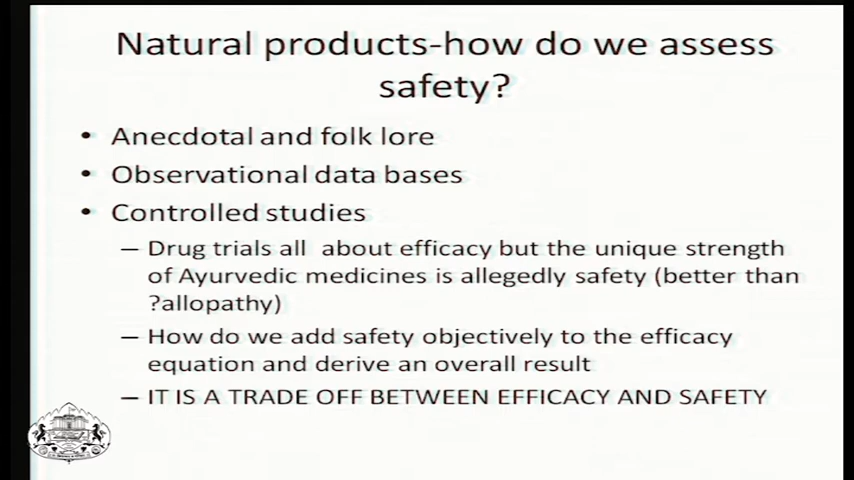 Natural products-how do we assess
safety?
• Anecdotal and folk lore
• Observational data bases
• Controlled studies
– Drug trials all about efficacy but the unique strength
of Ayurvedic medicines is allegedly safety (better than
?allopathy)
– How do we add safety objectively to the efficacy
equation and derive an overall result
– IT IS A TRADE OFF BETWEEN EFFICACY AND SAFETY